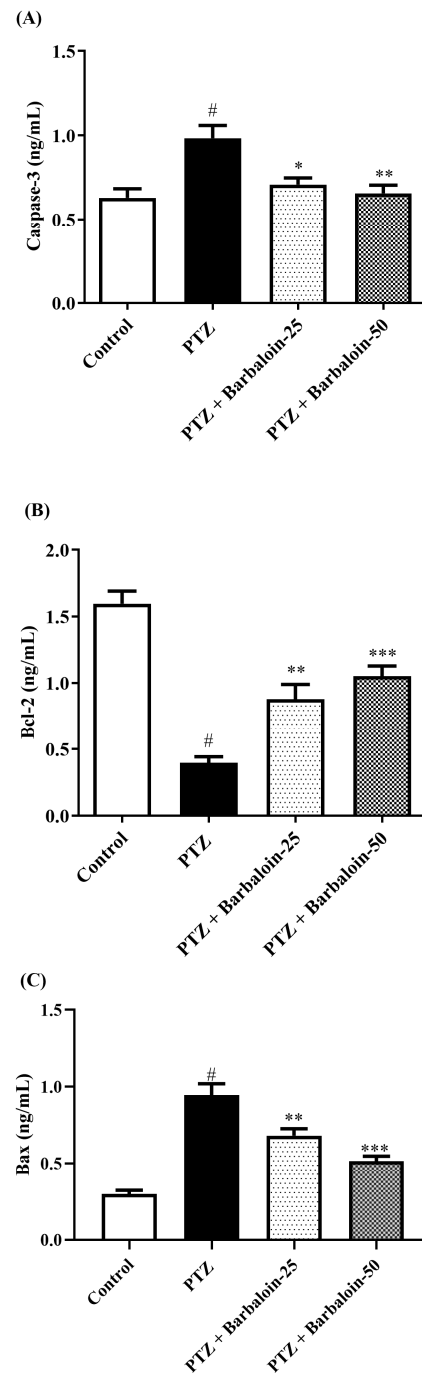 (A)
Caspase-3 (ng/mL)
1.5
1.0
0.5
0.0
#
*
**
Control
PTZ
PTZ + Barbaloin-25
PTZ + Barbaloin-50
(B)
Bcl-2 (ng/mL)
2.0
1.5
1.0
0.5
0.0
#
**
***
Control
PTZ
PTZ + Barbaloin-25
PTZ + Barbaloin-50
(C)
Bax (ng/mL)
1.5
1.0
0.5
0.0
#
**
***
Control
PTZ
PTZ + Barbaloin-25
PTZ + Barbaloin-50